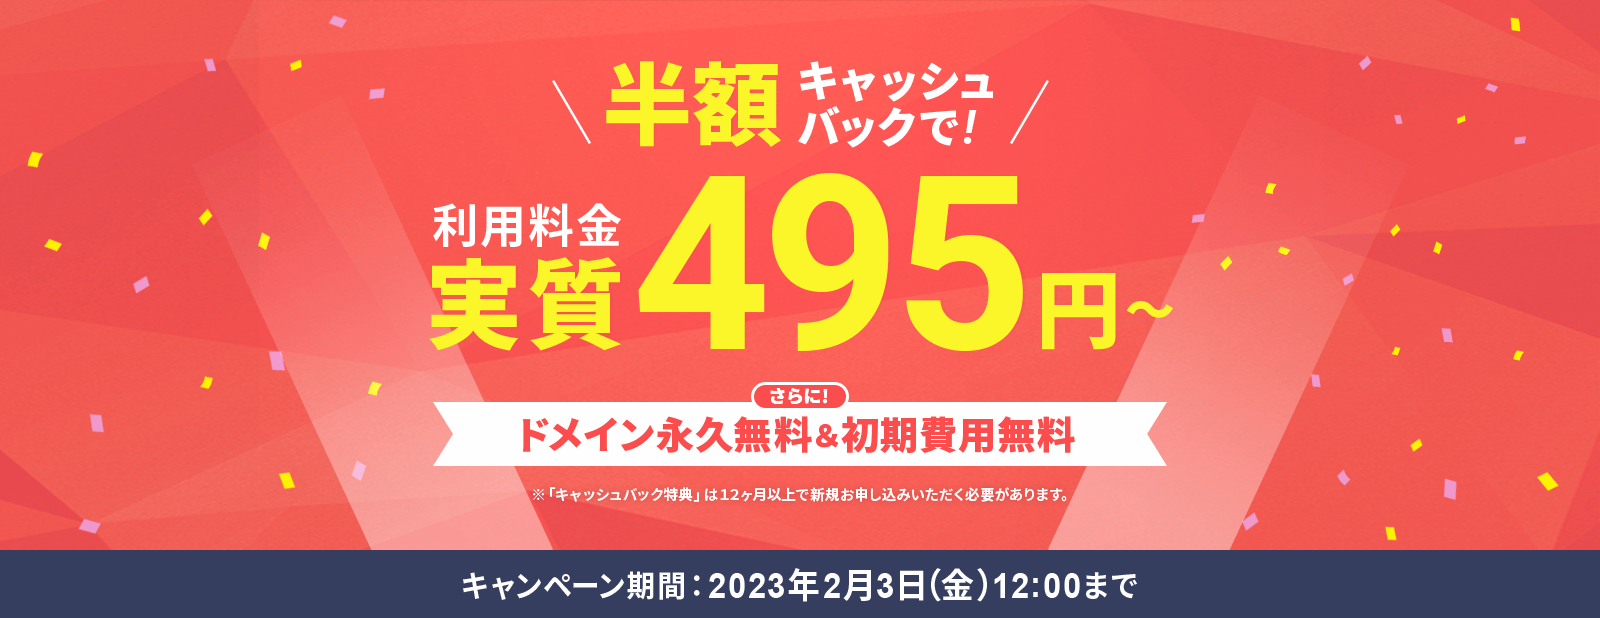 半額 キャッシュ
バックで!
利用料金
実質 495円～
さらに!
ドメイン永久無料&初期費用無料
※「キャッシュバック特典」は12ヶ月以上で新規お申し込みいただく必要があります。
キャンペーン期間：2023年2月3日(金)12:00まで